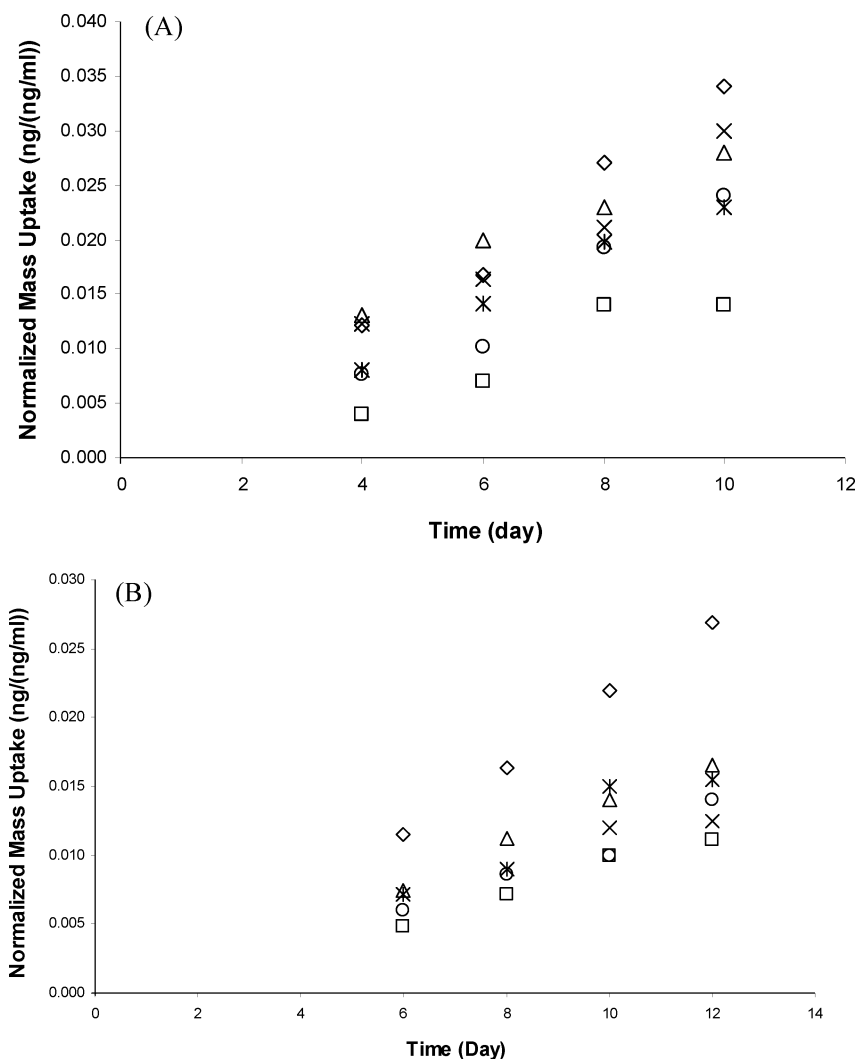 (A)
Normalized Mass Uptake (ng/(ng/ml))
0.040
0.035
0.030
0.025
0.020
0.015
0.010
0.005
0.000
0 2 4 6 8 10 12
Time (day)
(B)
Normalized Mass Uptake (ng/(ng/ml))
0.030
0.025
0.020
0.015
0.010
0.005
0.000
0 2 4 6 8 10 12 14
Time (Day)